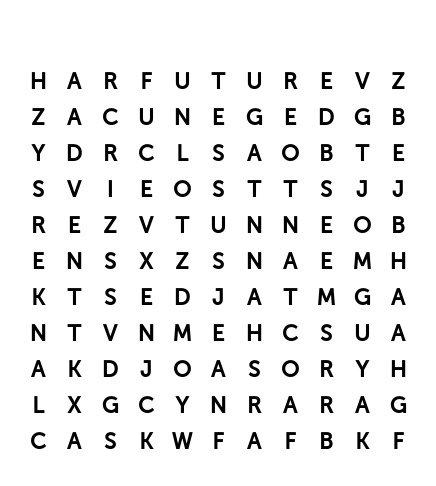 H A R F U T U R E V Z
Z A C U N E G E D G B
Y D R C L S A O B T E
S V I E O S T T S J J
R E Z V T U N N E O B
E N S X Z S N A E M H
K T S E D J A T M G A
N T V N M E H C S U A
A K D J O A S O R Y H
L X G C Y N R A R A G
C A S K W F A F B K F